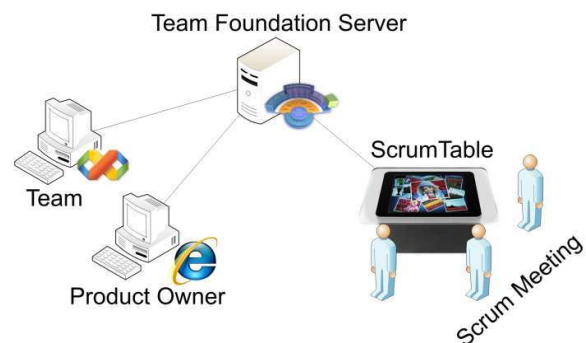 Team Foundation Server
ScrumTable
Team
Product Owner
Scrum Meeting